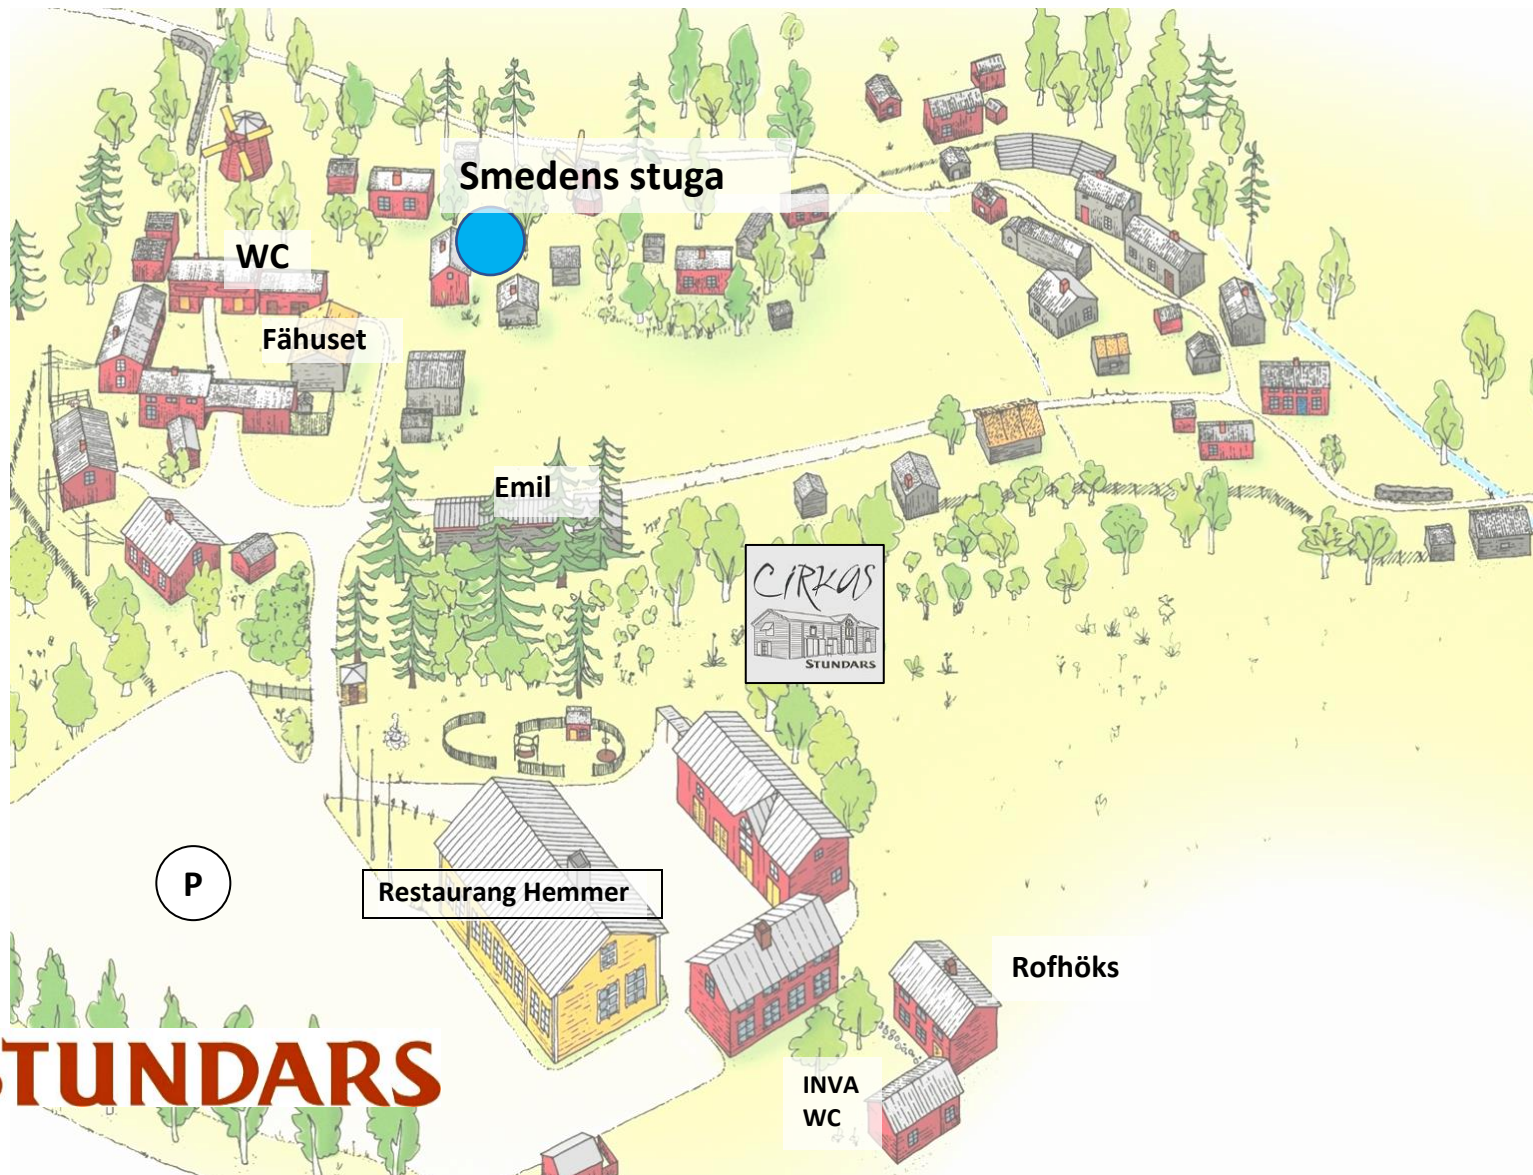 Smedens stuga
WC
Fähuset
Emil
CIRKUS
STUNDARS
P
Restaurang Hemmer
Rofhöks
STUNDARS
INVA
WC